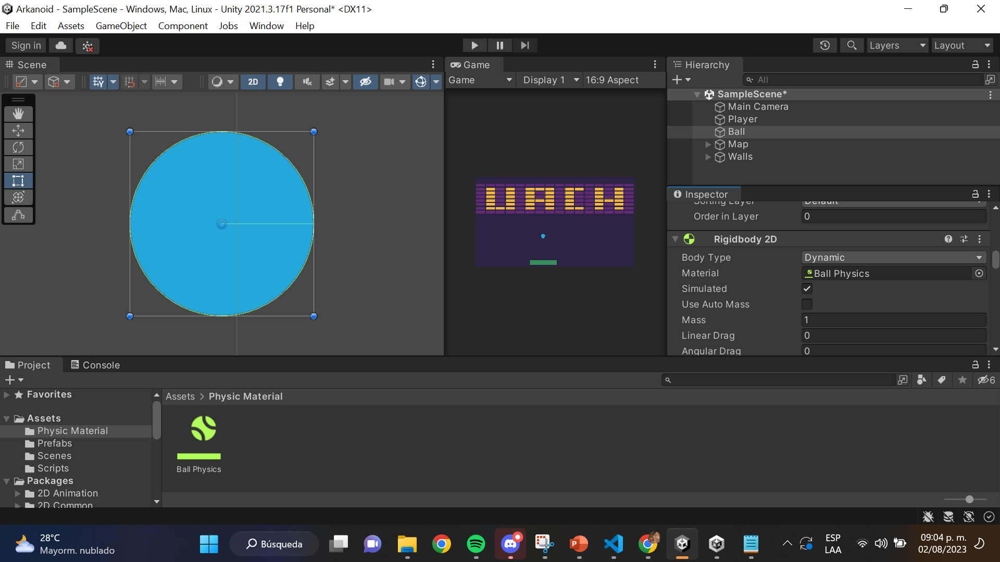 Arkanoid - SampleScene - Windows, Mac, Linux - Unity 2021.3.17f1 Personal* <DX11>
File Edit Assets GameObject Component Jobs Window Help
Sign in
Layers
Layout
Scene
2D
Game
Game
Display 1
16:9 Aspect
UACH
Hierarchy
All
SampleScene*
Main Camera
Player
Ball
Map
Walls
Inspector
Sorting Layer Default
Order in Layer 0
Rigidbody 2D
Body Type Dynamic
Material Ball Physics
Simulated
Use Auto Mass
Mass 1
Linear Drag 0
Angular Drag 0
Project
Console
6
Favorites
Assets
Physic Material
Prefabs
Scenes
Scripts
Packages
2D Animation
2D Common
Assets > Physic Material
Ball Physics
28°C
Mayorm. nublado
Búsqueda
ESP
LAA
09:04 p. m.
02/08/2023